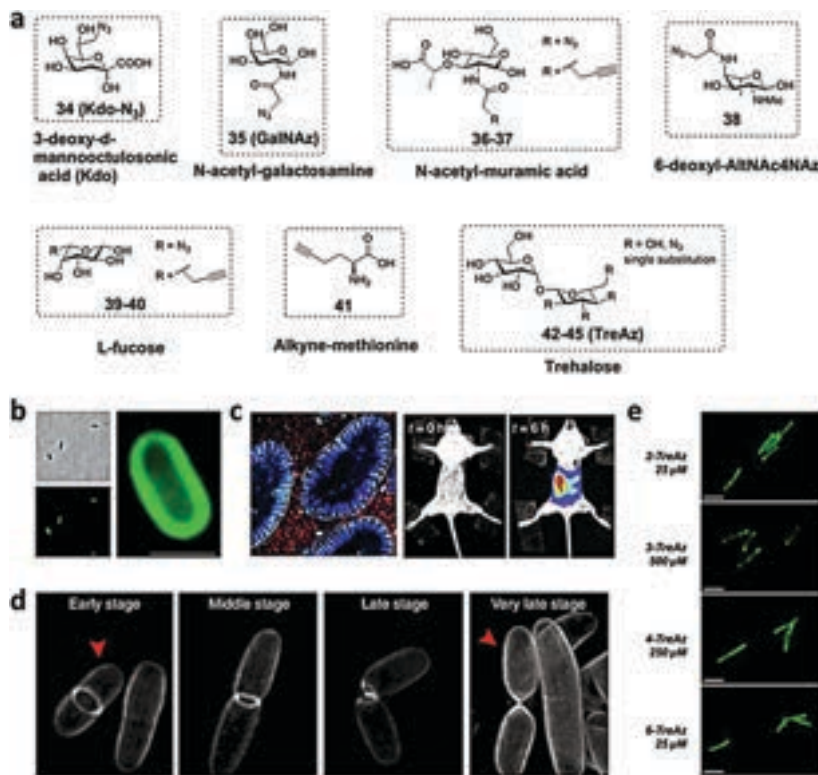 a
34 (Kdo-N3)
3-deoxy-d-
mannooctulosonic
acid (Kdo)
35 (GalNAz)
N-acetyl-galactosamine
R = N3
R =
36-37
N-acetyl-muramic acid
38
6-deoxyl-AltNAc4NAz
R = N3
R =
39-40
L-fucose
41
Alkyne-methionine
R = OH, N3
single substitution
42-45 (TreAz)
Trehalose
b
c
t = 0 h
t = 6 h
d
Early stage
Middle stage
Late stage
Very late stage
e
2-TreAz
25 μM
3-TreAz
500 μM
4-TreAz
250 μM
6-TreAz
25 μM